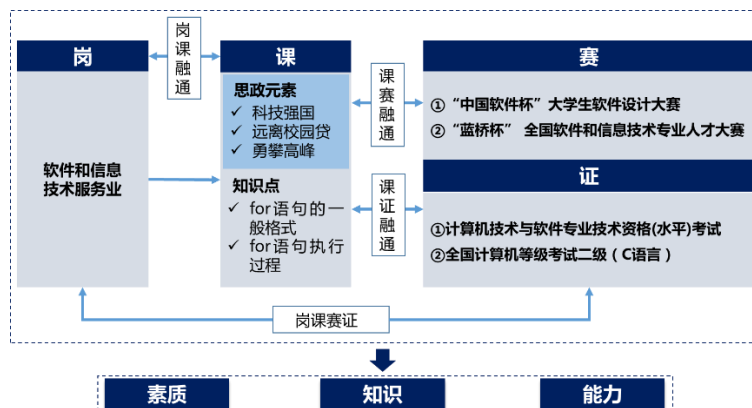 岗
岗课融通
课
课赛融通
赛
软件和信息
技术服务业
思政元素
✓ 科技强国
✓ 远离校园贷
✓ 勇攀高峰
①“中国软件杯”大学生软件设计大赛
②“蓝桥杯” 全国软件和信息技术专业人才大赛
知识点
✓ for语句的一
般格式
✓ for语句执行
过程
课证融通
证
①计算机技术与软件专业技术资格(水平)考试
②全国计算机等级考试二级（C语言）
岗课赛证
素质
知识
能力